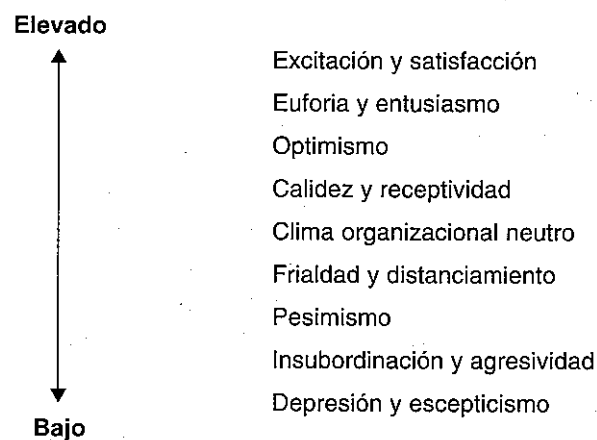 Elevado
Excitación y satisfacción
Euforia y entusiasmo
Optimismo
Calidez y receptividad
Clima organizacional neutro
Frialdad y distanciamiento
Pesimismo
Insubordinación y agresividad
Depresión y escepticismo
Bajo